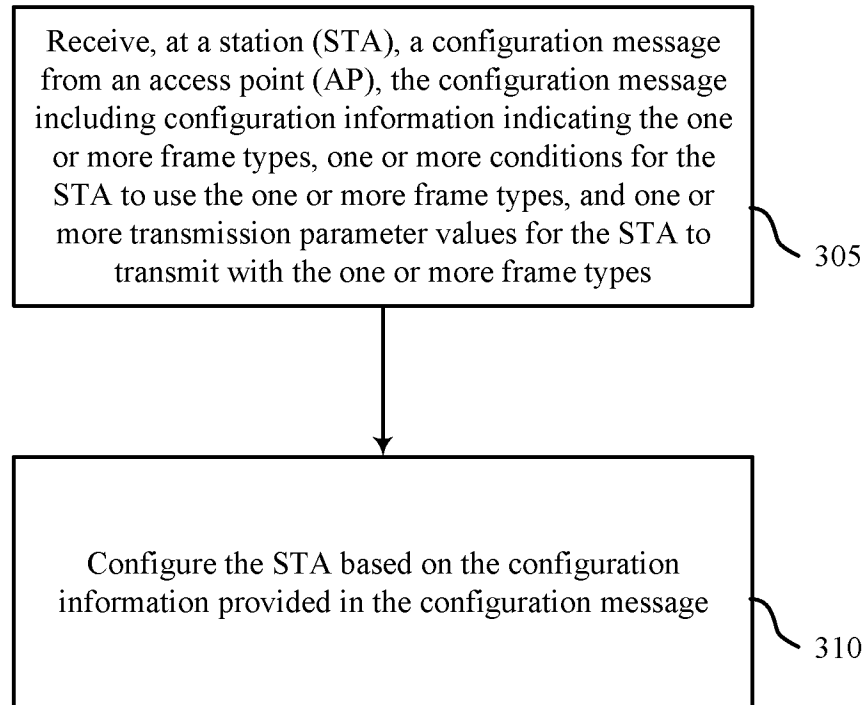 Receive, at a station (STA), a configuration message
from an access point (AP), the configuration message
including configuration information indicating the one
or more frame types, one or more conditions for the
STA to use the one or more frame types, and one or
more transmission parameter values for the STA to
transmit with the one or more frame types
305
Configure the STA based on the configuration
information provided in the configuration message
310